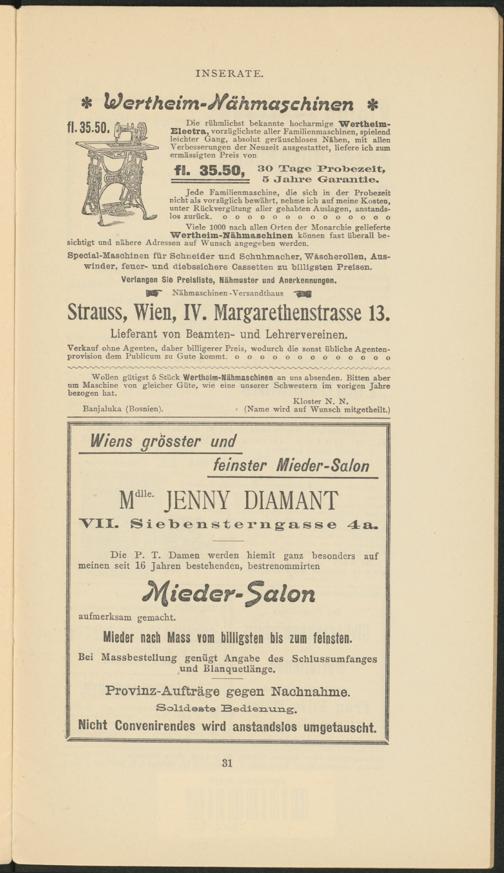 INSERATE.
* Wertheim-Nähmaschinen *
fl. 35.50.
Die rühmlichst bekannte hocharmige Wertheim-
Electra, vorzüglichste aller Familienmaschinen, spielend
leichter Gang, absolut geräuschloses Nähen, mit allen
Verbesserungen der Neuzeit ausgestattet, liefere ich zum
ermässigten Preis von
fl. 35.50, 30 Tage Probezeit,
5 Jahre Garantie.
Jede Familienmaschine, die sich in der Probezeit
nicht als vorzüglich bewährt, nehme ich auf meine Kosten,
unter Rückvergütung aller gehabten Auslagen, anstands-
los zurück. o o o o o o o o o o o o o
Viele 1000 nach allen Orten der Monarchie gelieferte
Wertheim-Nähmaschinen können fast überall be-
sichtigt und nähere Adressen auf Wunsch angegeben werden.
Special-Maschinen für Schneider und Schuhmacher, Wäscherollen, Aus-
winder, feuer- und diebssichere Cassetten zu billigsten Preisen.
Verlangen Sie Preisliste, Nähmuster und Anerkennungen.
Nähmaschinen-Versandthaus
Strauss, Wien, IV. Margarethenstrasse 13.
Lieferant von Beamten- und Lehrervereinen.
Verkauf ohne Agenten, daher billigerer Preis, wodurch die sonst übliche Agenten-
provision dem Publicum zu Gute kommt. o o o o o o o o o o o o
Wollen gütigst 5 Stück Wertheim-Nähmaschinen an uns absenden. Bitten aber
um Maschine von gleicher Güte, wie eine unserer Schwestern im vorigen Jahre
bezogen hat.
Kloster N. N.
Banjaluka (Bosnien). (Name wird auf Wunsch mitgetheilt.)
Wiens grösster und
feinster Mieder-Salon
Mdlle. JENNY DIAMANT
VII. Siebensterngasse 4a.
Die P. T. Damen werden hiemit ganz besonders auf
meinen seit 16 Jahren bestehenden, bestrenommirten
Mieder-Salon
aufmerksam gemacht.
Mieder nach Mass vom billigsten bis zum feinsten.
Bei Massbestellung genügt Angabe des Schlussumfanges
und Blanquetlänge.
Provinz-Aufträge gegen Nachnahme.
Solideste Bedienung.
Nicht Convenirendes wird anstandslos umgetauscht.
31